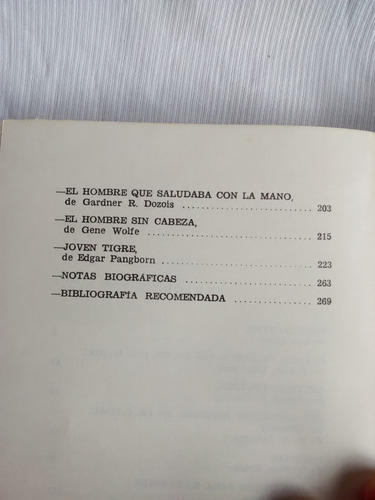 —EL HOMBRE QUE SALUDABA CON LA MANO,
de Gardner R. Dozois ........................ 203
—EL HOMBRE SIN CABEZA,
de Gene Wolfe ................................ 215
—JOVEN TIGRE,
de Edgar Pangborn ............................ 223
—NOTAS BIOGRÁFICAS ........................ 263
—BIBLIOGRAFÍA RECOMENDADA ............... 269